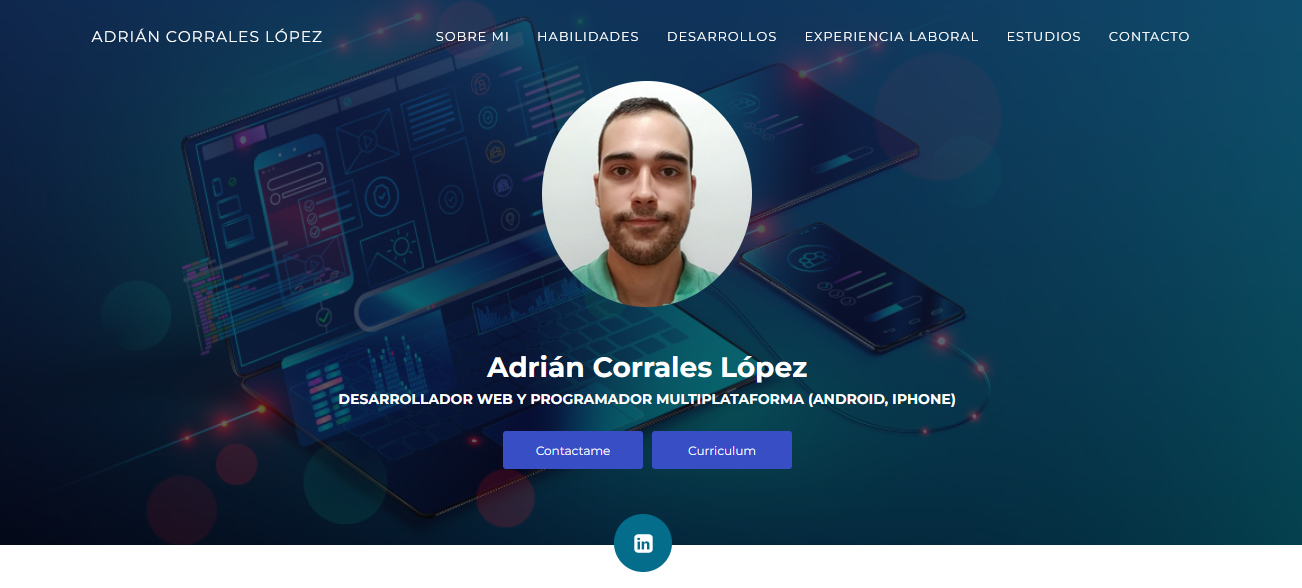 ADRIÁN CORRALES LÓPEZ
SOBRE MI HABILIDADES DESARROLLOS EXPERIENCIA LABORAL ESTUDIOS CONTACTO
Adrián Corrales López
DESARROLLADOR WEB Y PROGRAMADOR MULTIPLATAFORMA (ANDROID, IPHONE)
Contactame Curriculum
in